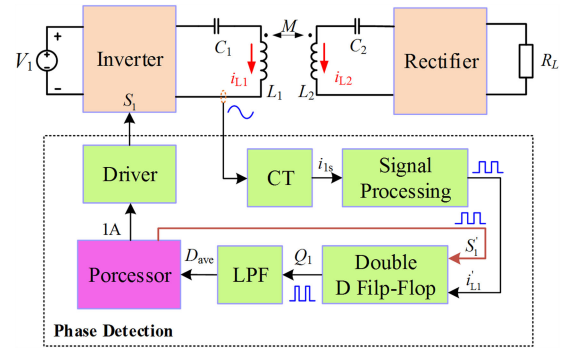 Inverter
C1
M
C2
Rectifier
V1
iL1
L1
L2
iL2
RL
S1
Driver
CT
i1s
Signal
Processing
1A
Porcessor
Dave
LPF
Q1
Double
D Filp-Flop
S1'
i'L1
Phase Detection